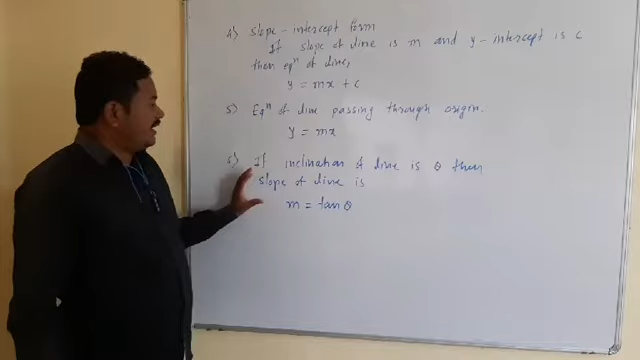 4) Slope - intercept form
If slope of line is m and y - intercept is c
then eqn of line,
y = mx + c
5) Eqn of line passing through origin.
y = mx
6) If inclination of line is θ then
slope of line is
m = tan θ